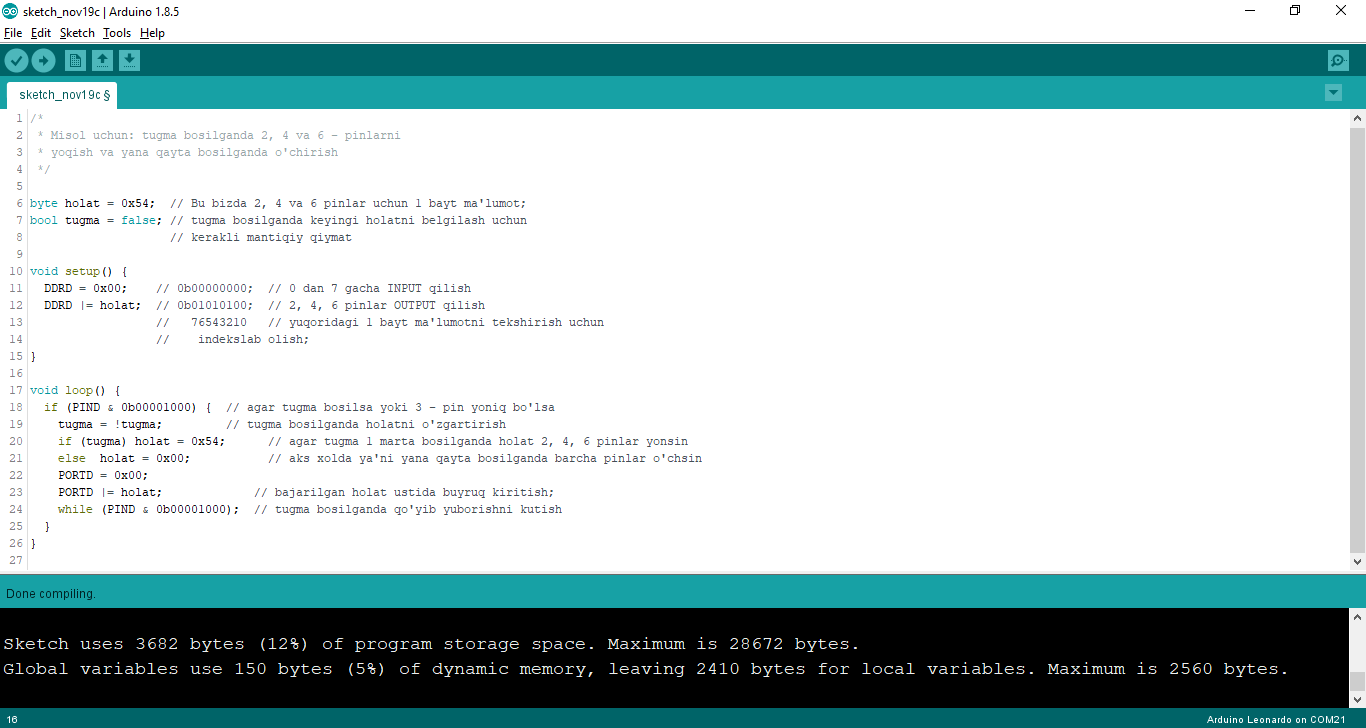 sketch_nov19c | Arduino 1.8.5
File Edit Sketch Tools Help
sketch_nov19c §
1 /*
2  * Misol uchun: tugma bosilganda 2, 4 va 6 - pinlarni
3  * yoqish va yana qayta bosilganda o'chirish
4  */
5
6 byte holat = 0x54;  // Bu bizda 2, 4 va 6 pinlar uchun 1 bayt ma'lumot;
7 bool tugma = false; // tugma bosilganda keyingi holatni belgilash uchun
8                     // kerakli mantiqiy qiymat
9
10 void setup() {
11   DDRD = 0x00;    // 0b00000000;  // 0 dan 7 gacha INPUT qilish
12   DDRD |= holat;  // 0b01010100;  // 2, 4, 6 pinlar OUTPUT qilish
13                   //   76543210   // yuqoridagi 1 bayt ma'lumotni tekshirish uchun
14                   //    indekslab olish;
15 }
16
17 void loop() {
18   if (PIND & 0b00001000) {  // agar tugma bosilsa yoki 3 - pin yoniq bo'lsa
19     tugma = !tugma;         // tugma bosilganda holatni o'zgartirish
20     if (tugma) holat = 0x54;      // agar tugma 1 marta bosilganda holat 2, 4, 6 pinlar yonsin
21     else  holat = 0x00;           // aks xolda ya'ni yana qayta bosilganda barcha pinlar o'chsin
22     PORTD = 0x00;
23     PORTD |= holat;             // bajarilgan holat ustida buyruq kiritish;
24     while (PIND & 0b00001000);  // tugma bosilganda qo'yib yuborishni kutish
25   }
26 }
27
Done compiling.
Sketch uses 3682 bytes (12%) of program storage space. Maximum is 28672 bytes.
Global variables use 150 bytes (5%) of dynamic memory, leaving 2410 bytes for local variables. Maximum is 2560 bytes.
16 Arduino Leonardo on COM21